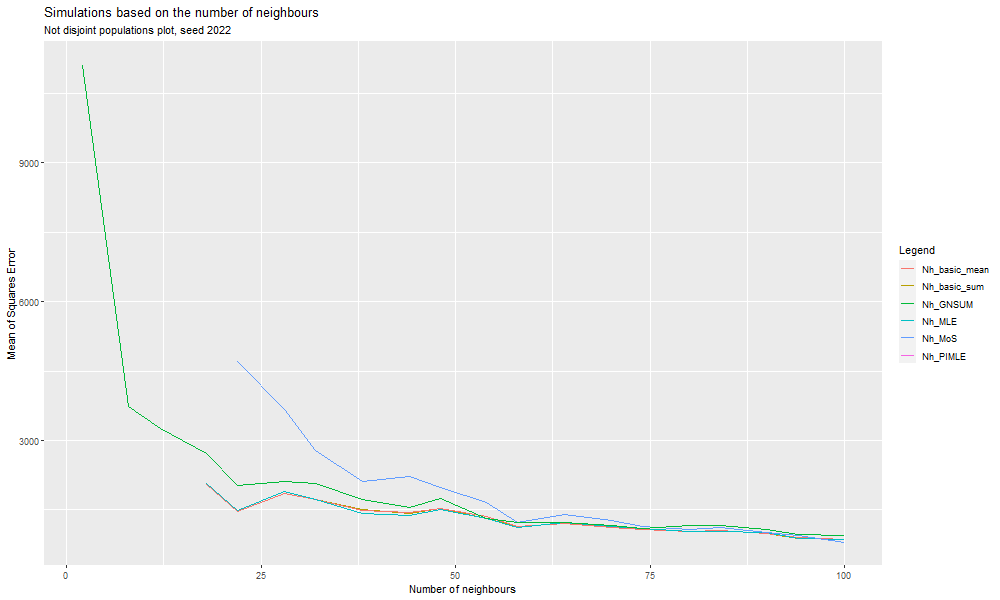 Simulations based on the number of neighbours
Not disjoint populations plot, seed 2022
Mean of Squares Error
9000
6000
3000
0
25
50
75
100
Number of neighbours
Legend
Nh_basic_mean
Nh_basic_sum
Nh_GNSUM
Nh_MLE
Nh_MoS
Nh_PIMLE